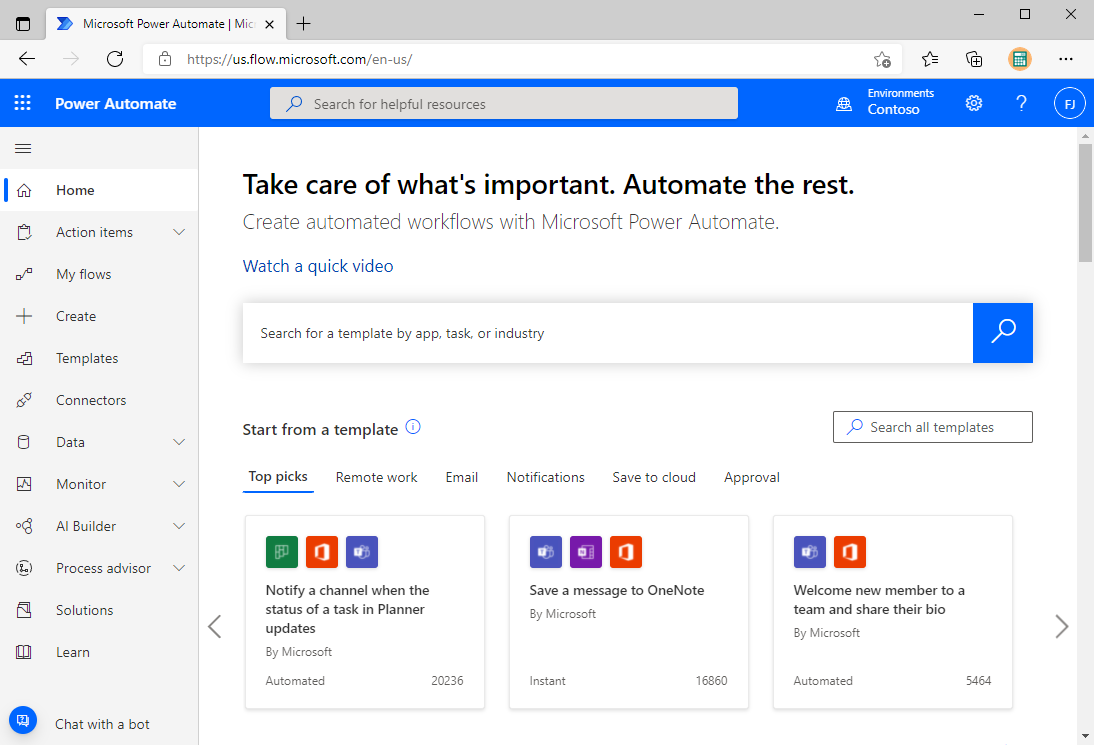 Microsoft Power Automate | Mic
https://us.flow.microsoft.com/en-us/
Power Automate
Search for helpful resources
Environments
Contoso
?
FJ
Home
Action items
My flows
Create
Templates
Connectors
Data
Monitor
AI Builder
Process advisor
Solutions
Learn
Chat with a bot
Take care of what's important. Automate the rest.
Create automated workflows with Microsoft Power Automate.
Watch a quick video
Search for a template by app, task, or industry
Start from a template
Search all templates
Top picks Remote work Email Notifications Save to cloud Approval
Notify a channel when the
status of a task in Planner
updates
By Microsoft
Automated 20236
Save a message to OneNote
By Microsoft
Instant 16860
Welcome new member to a
team and share their bio
By Microsoft
Automated 5464